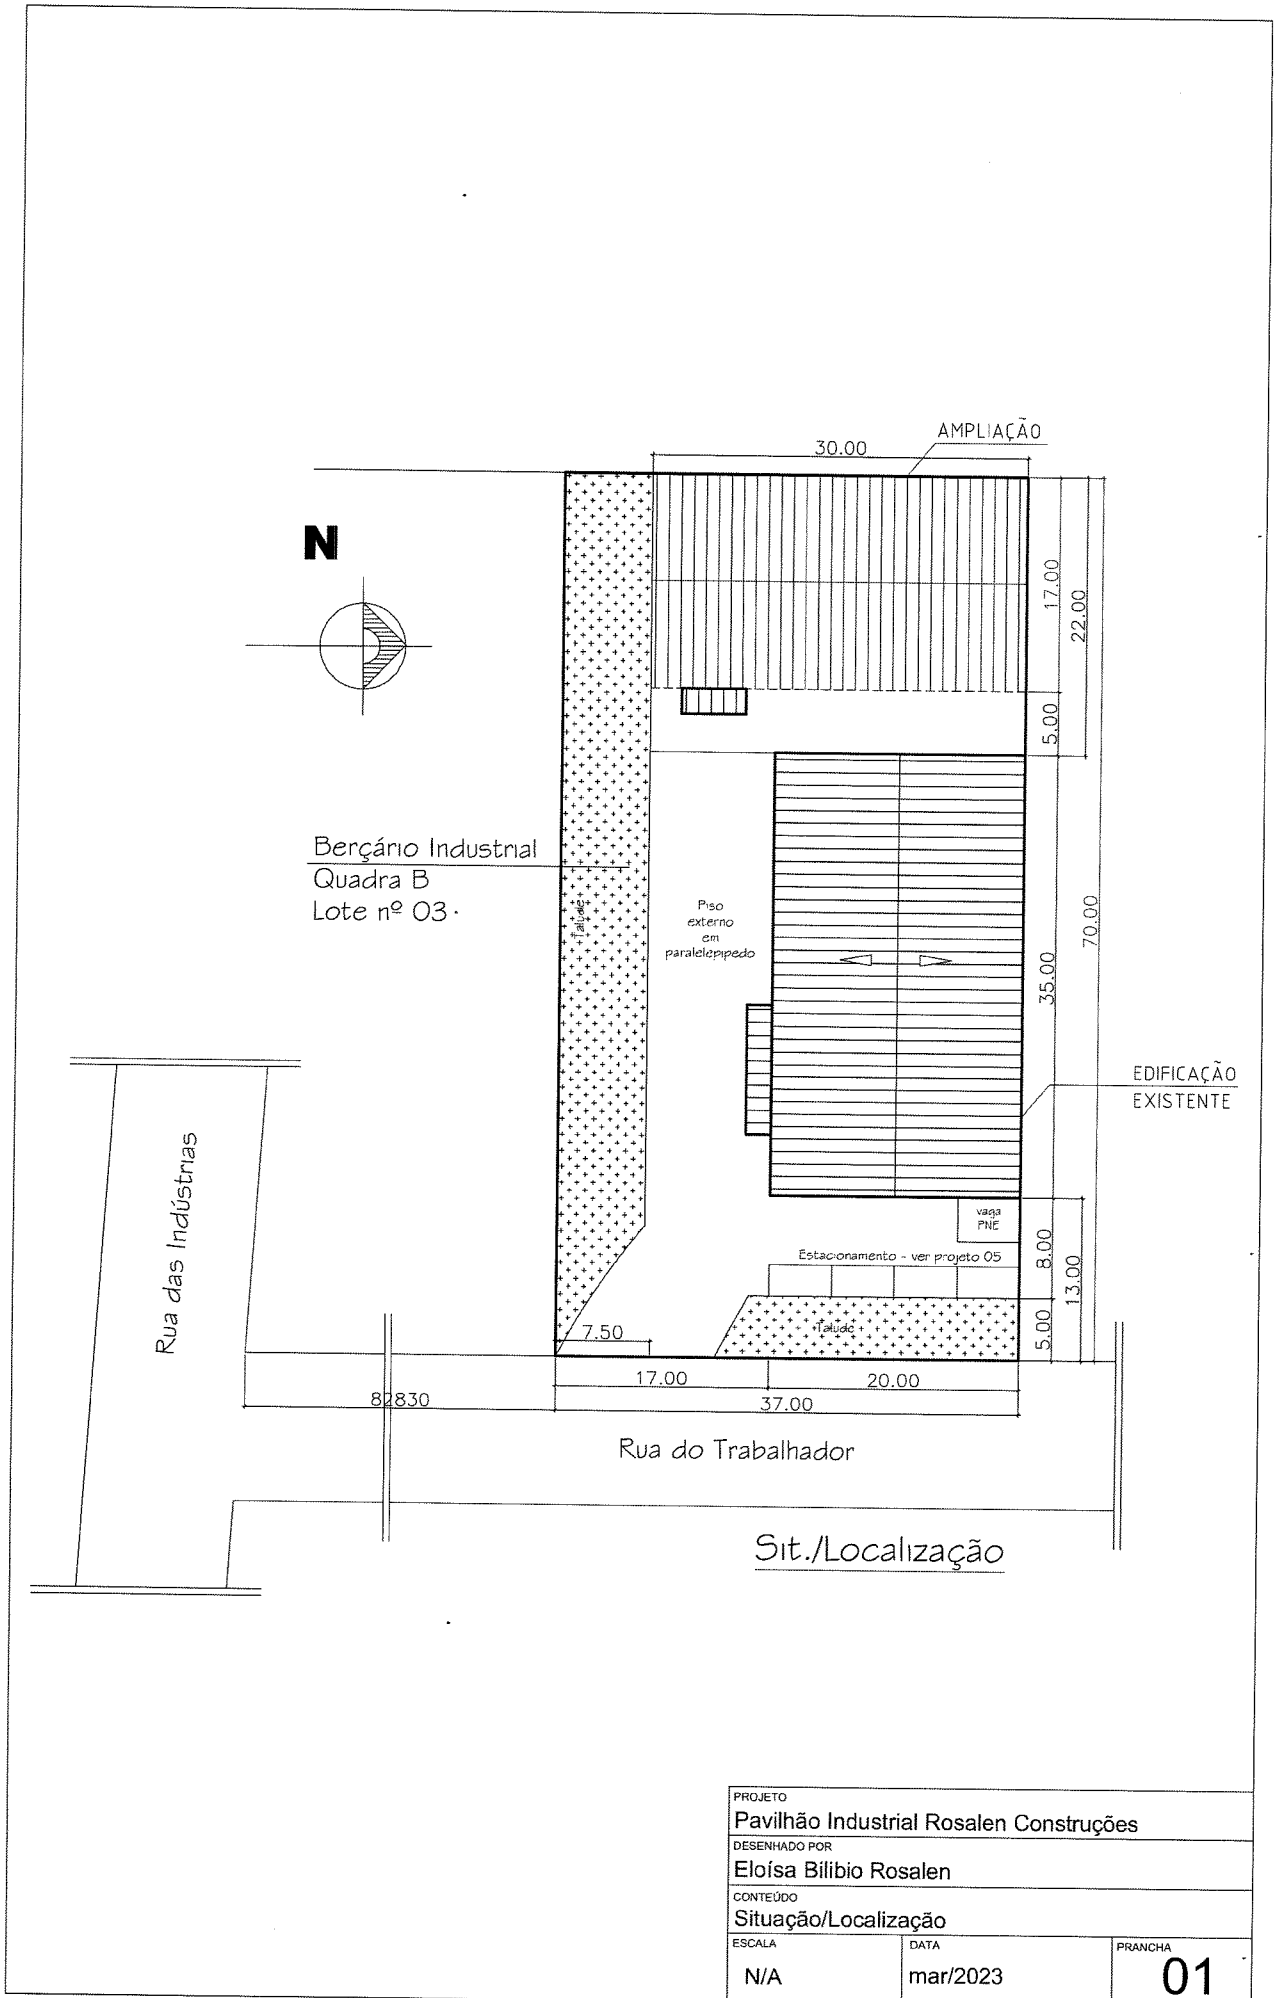 AMPLIAÇÃO
30.00
N
17.00
22.00
5.00
Berçário Industrial
Quadra B
Lote nº 03
Talude
Piso
externo
em
paralelepipedo
70.00
35.00
EDIFICAÇÃO
EXISTENTE
Rua das Indústrias
vaga
PNE
Estacionamento - ver projeto 05
8.00
13.00
Talude
5.00
7.50
17.00
20.00
82830
37.00
Rua do Trabalhador
Sit./Localização
PROJETO
Pavilhão Industrial Rosalen Construções
DESENHADO POR
Eloísa Bilibio Rosalen
CONTEÚDO
Situação/Localização
ESCALA
N/A
DATA
mar/2023
PRANCHA
01